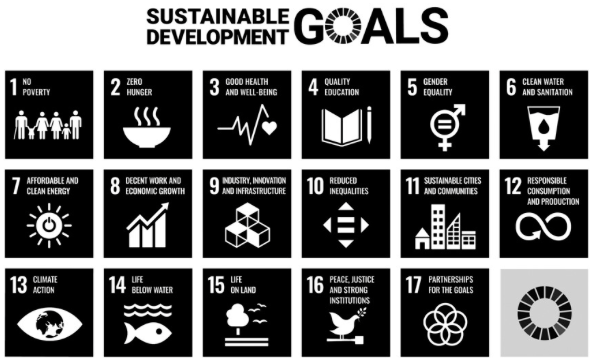 SUSTAINABLE
DEVELOPMENT GOALS
1 NO
POVERTY
2 ZERO
HUNGER
3 GOOD HEALTH
AND WELL-BEING
4 QUALITY
EDUCATION
5 GENDER
EQUALITY
6 CLEAN WATER
AND SANITATION
7 AFFORDABLE AND
CLEAN ENERGY
8 DECENT WORK AND
ECONOMIC GROWTH
9 INDUSTRY, INNOVATION
AND INFRASTRUCTURE
10 REDUCED
INEQUALITIES
11 SUSTAINABLE CITIES
AND COMMUNITIES
12 RESPONSIBLE
CONSUMPTION
AND PRODUCTION
13 CLIMATE
ACTION
14 LIFE
BELOW WATER
15 LIFE
ON LAND
16 PEACE, JUSTICE
AND STRONG
INSTITUTIONS
17 PARTNERSHIPS
FOR THE GOALS